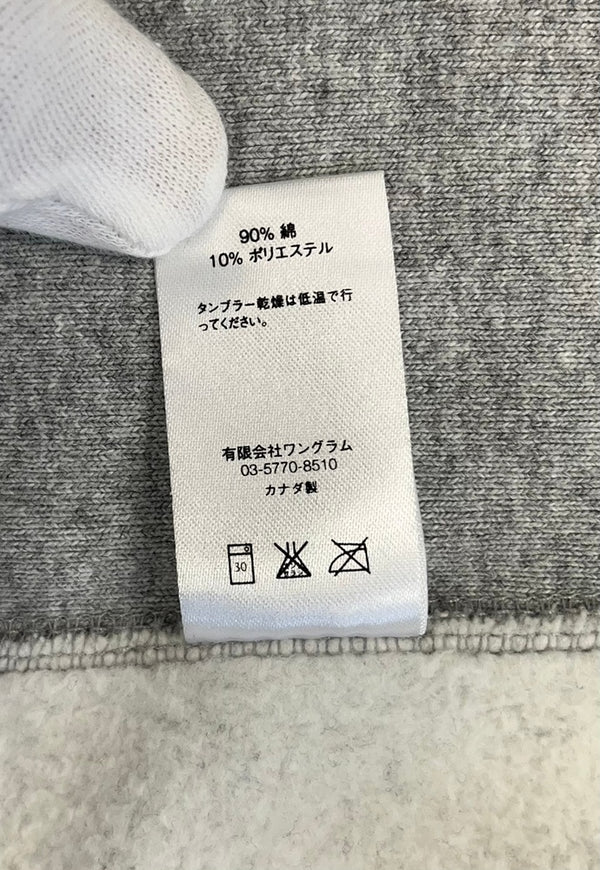 90% 綿
10% ポリエステル
タンブラー乾燥は低温で行
ってください。
有限会社ワングラム
03-5770-8510
カナダ製
30